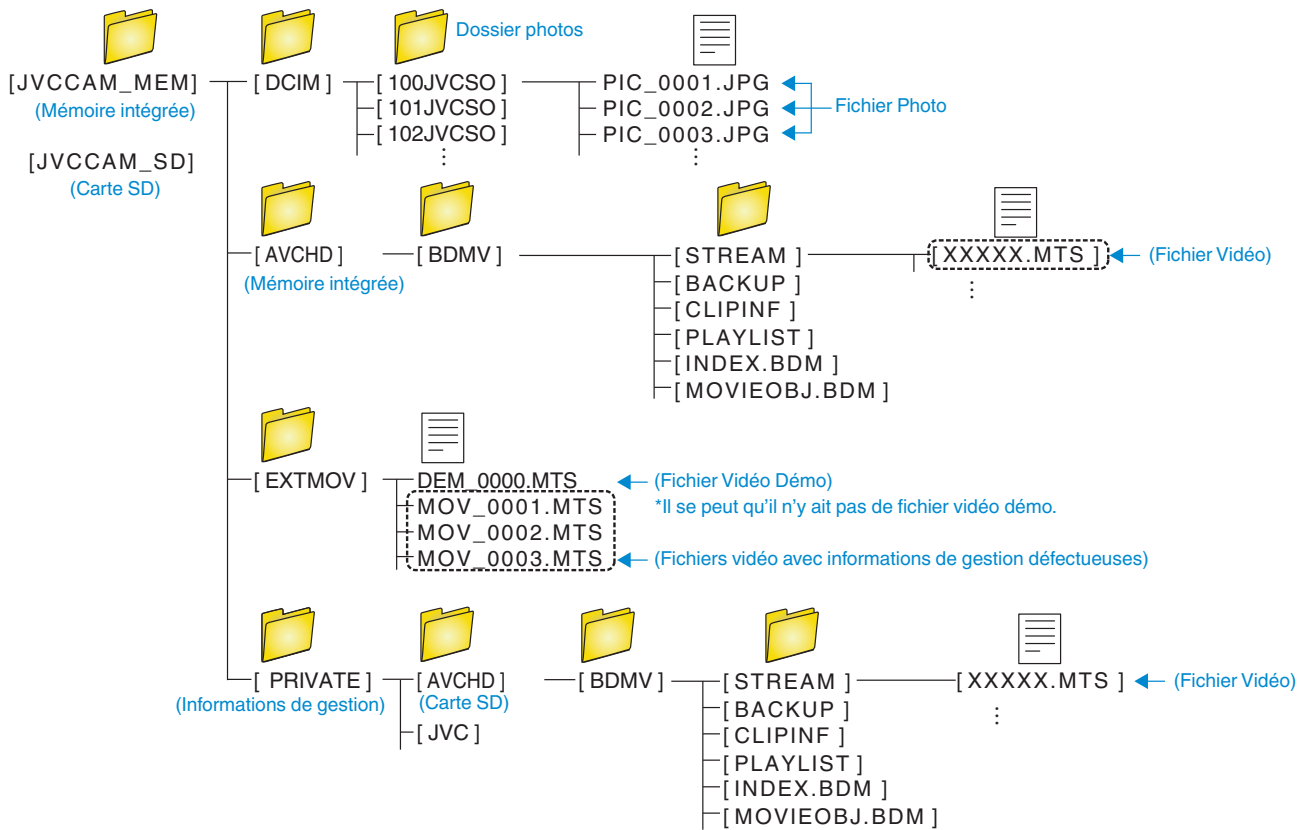 Dossier photos
[JVCCAM_MEM]
(Mémoire intégrée)
[JVCCAM_SD]
(Carte SD)
[ DCIM ]
[ 100JVCSO ]
[ 101JVCSO ]
[ 102JVCSO ]
PIC_0001.JPG
PIC_0002.JPG
PIC_0003.JPG
Fichier Photo
[ AVCHD ]
(Mémoire intégrée)
[ BDMV ]
[ STREAM ]
[ BACKUP ]
[ CLIPINF ]
[ PLAYLIST ]
[ INDEX.BDM ]
[ MOVIEOBJ.BDM ]
[ XXXXX.MTS ]
(Fichier Vidéo)
[ EXTMOV ]
DEM_0000.MTS
(Fichier Vidéo Démo)
*Il se peut qu'il n'y ait pas de fichier vidéo démo.
MOV_0001.MTS
MOV_0002.MTS
MOV_0003.MTS
(Fichiers vidéo avec informations de gestion défectueuses)
[ PRIVATE ]
(Informations de gestion)
[ AVCHD ]
(Carte SD)
[ JVC ]
[ BDMV ]
[ STREAM ]
[ BACKUP ]
[ CLIPINF ]
[ PLAYLIST ]
[ INDEX.BDM ]
[ MOVIEOBJ.BDM ]
[ XXXXX.MTS ]
(Fichier Vidéo)